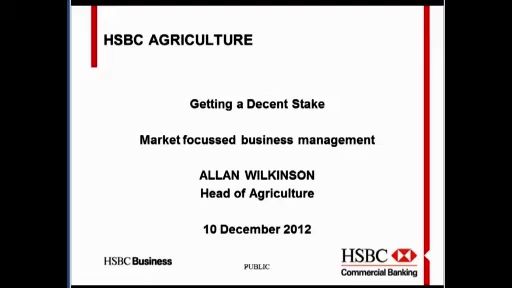 HSBC AGRICULTURE
Getting a Decent Stake
Market focussed business management
ALLAN WILKINSON
Head of Agriculture
10 December 2012
HSBC Business
PUBLIC
HSBC
Commercial Banking